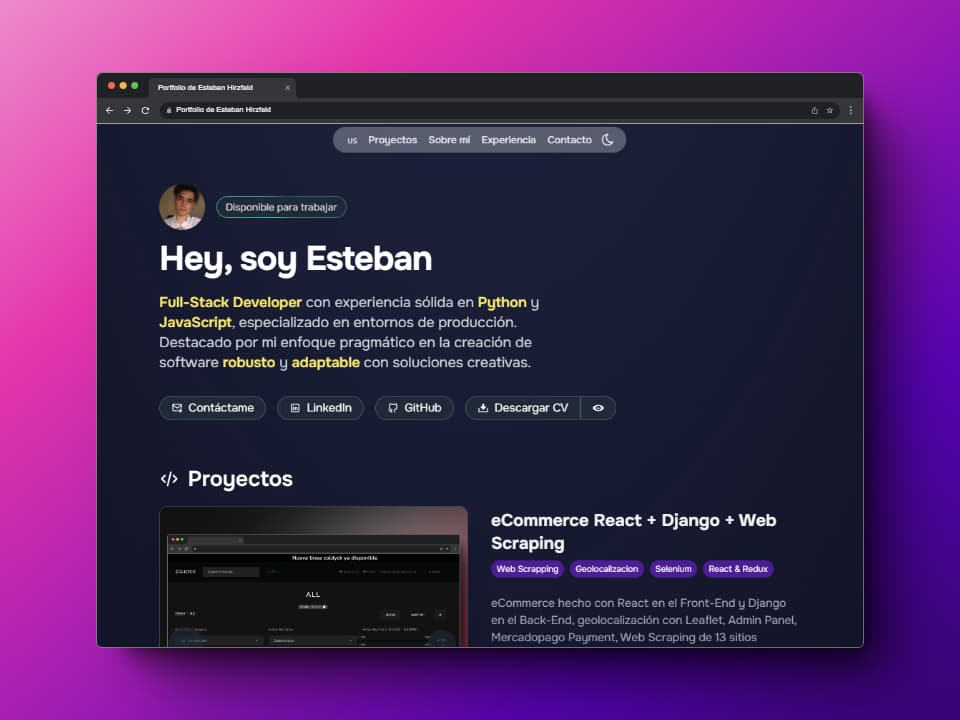 Portfolio de Esteban Hirzfeld
Portfolio de Esteban Hirzfeld
US Proyectos Sobre mí Experiencia Contacto
Disponible para trabajar
Hey, soy Esteban
Full-Stack Developer con experiencia sólida en Python y
JavaScript, especializado en entornos de producción.
Destacado por mi enfoque pragmático en la creación de
software robusto y adaptable con soluciones creativas.
Contáctame LinkedIn GitHub Descargar CV
</> Proyectos
Nueva linea coldyck ya disponible
COLDYCK
ALL
eCommerce React + Django + Web
Scraping
Web Scrapping Geolocalizacion Selenium React & Redux
eCommerce hecho con React en el Front-End y Django
en el Back-End, geolocalización con Leaflet, Admin Panel,
Mercadopago Payment, Web Scraping de 13 sitios